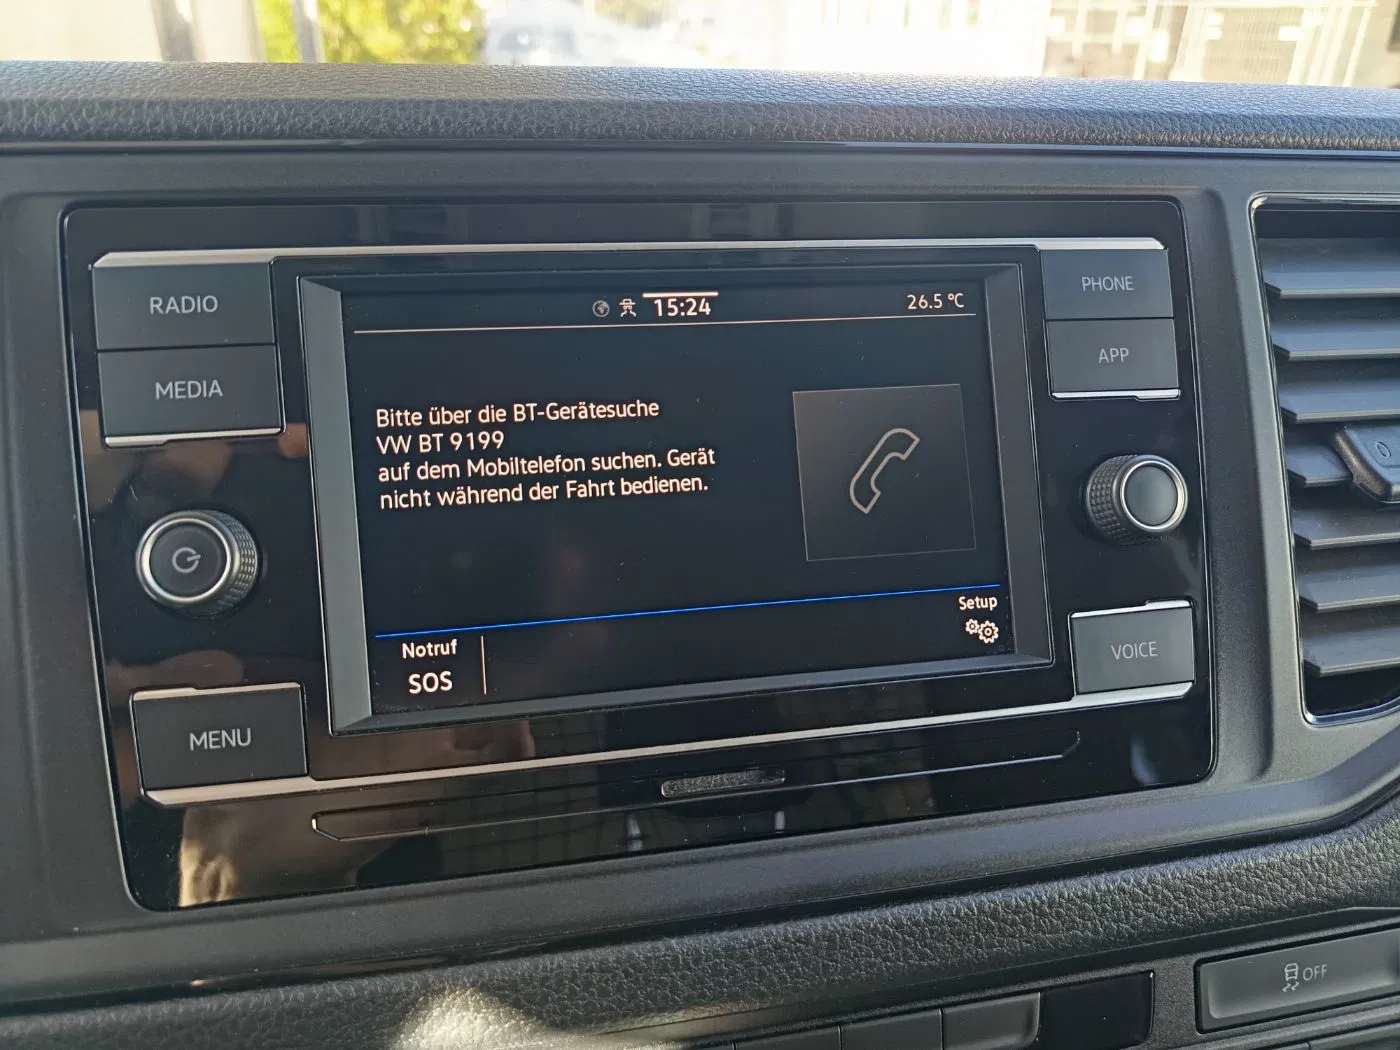 RADIO
MEDIA
MENU
15:24
26.5 °C
Bitte über die BT-Gerätesuche
VW BT 9199
auf dem Mobiltelefon suchen. Gerät
nicht während der Fahrt bedienen.
Notruf
SOS
Setup
PHONE
APP
VOICE
0
OFF